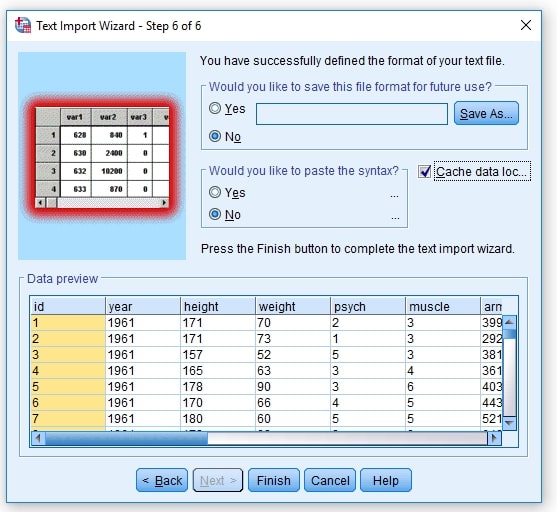 Text Import Wizard - Step 6 of 6
You have successfully defined the format of your text file.
Would you like to save this file format for future use?
Yes
Save As...
No
var1 var2 var3 v
1 628 840 1
2 630 2400 0
3 632 10200 0
4 633 870 0
Would you like to paste the syntax?
Cache data loc...
Yes ...
No ...
Press the Finish button to complete the text import wizard.
Data preview
id year height weight psych muscle arm
1 1961 171 70 2 3 399
2 1961 171 73 1 3 292
3 1961 157 52 5 3 381
4 1961 165 63 3 4 361
5 1961 178 90 3 6 403
6 1961 170 66 4 5 443
7 1961 180 60 5 5 521
< Back Next > Finish Cancel Help